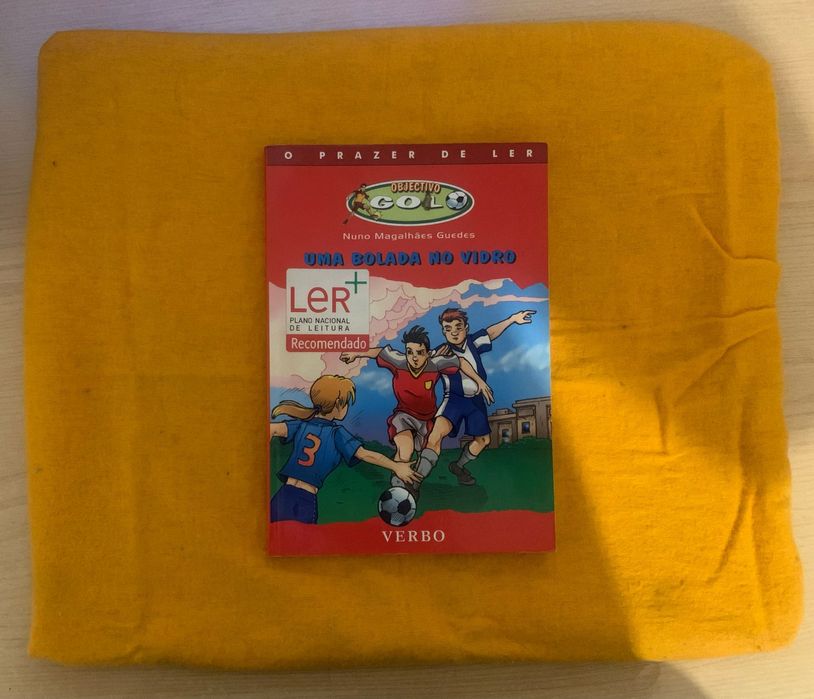 O PRAZER DE LER
OBJECTIVO
GOLO
Nuno Magalhães Guedes
UMA BOLADA NO VIDRO
LeR+
PLANO NACIONAL
DE LEITURA
Recomendado
3
VERBO